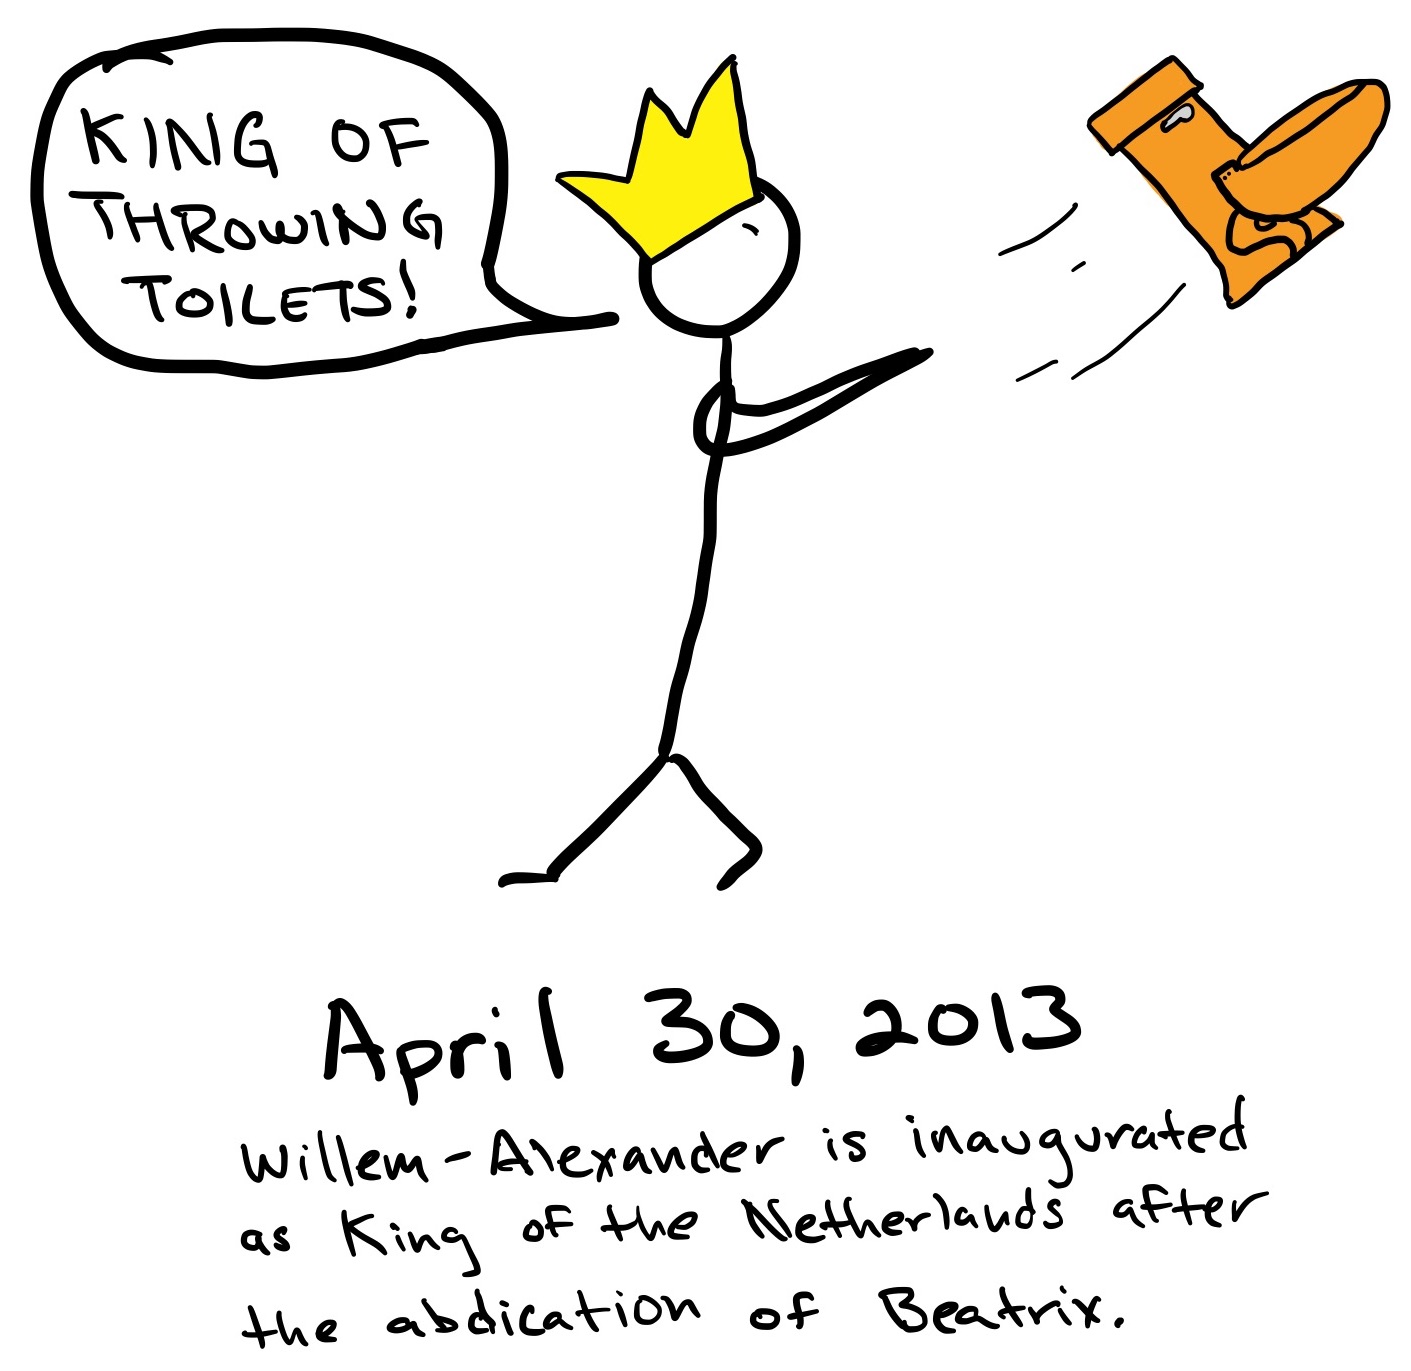 KING OF
THROWING
TOILETS!
April 30, 2013
Willem-Alexander is inaugurated
as King of the Netherlands after
the abdication of Beatrix.